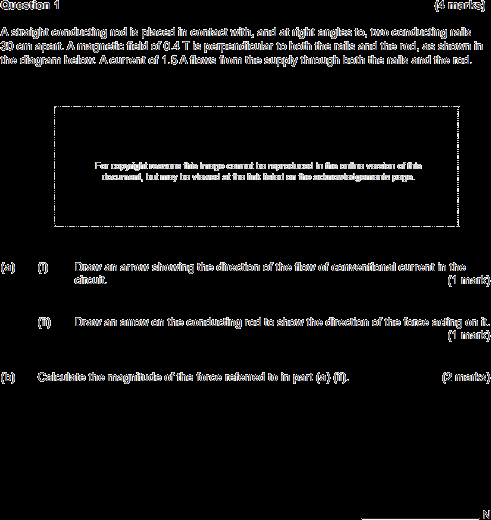 Question 1 (4 marks)
A straight conducting rod is placed in contact with, and at right angles to, two conducting rails
30 cm apart. A magnetic field of 0.4 T is perpendicular to both the rails and the rod, as shown in
the diagram below. A current of 1.5 A flows from the supply through both the rails and the rod.
For copyright reasons this image cannot be reproduced in the online version of this
document, but may be viewed at the link listed on the acknowledgements page.
(a) (i) Draw an arrow showing the direction of the flow of conventional current in the
circuit. (1 mark)
(ii) Draw an arrow on the conducting rod to show the direction of the force acting on it.
(1 mark)
(b) Calculate the magnitude of the force referred to in part (a) (ii). (2 marks)
N